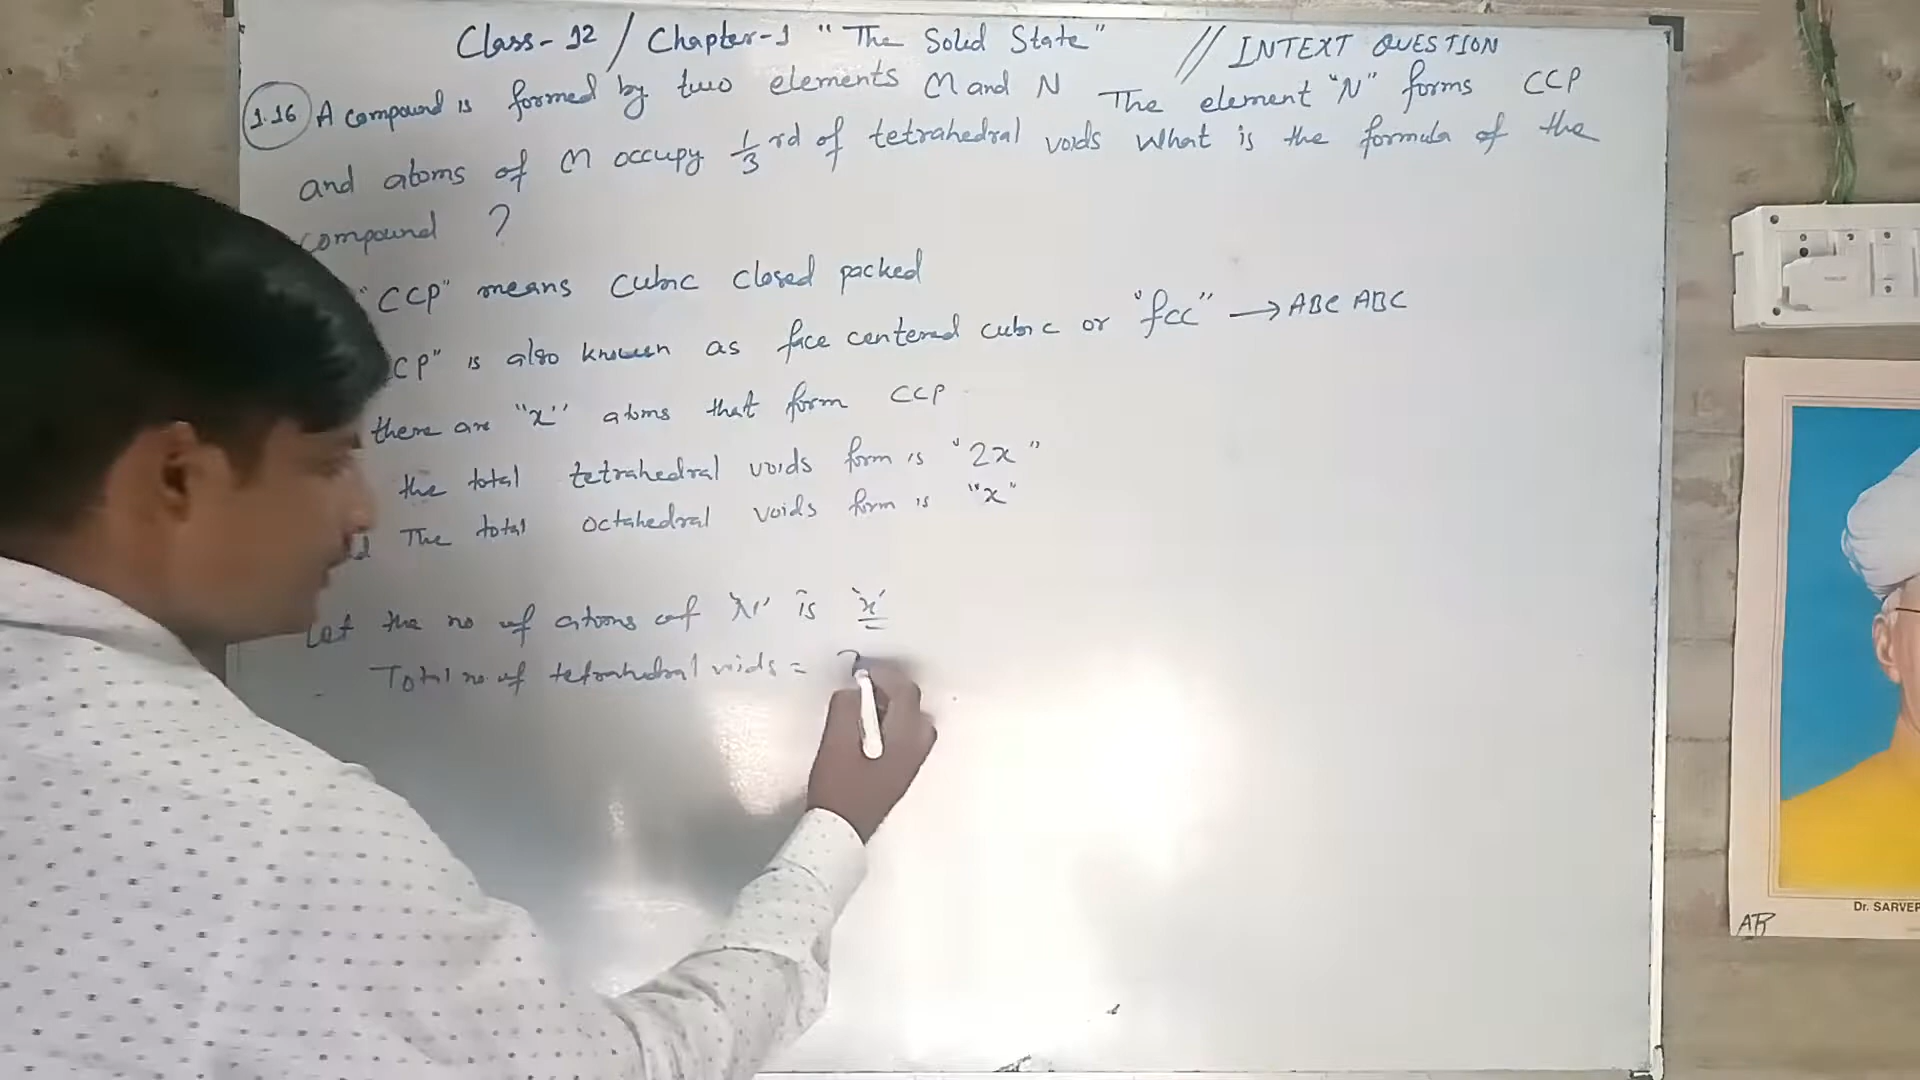 Class-12 / Chapter-1 "The Solid State" // INTEXT QUESTION
1.16 A compound is formed by two elements M and N The element "N" forms CCP
and atoms of M occupy 1/3 rd of tetrahedral voids What is the formula of the
compound ?
"CCP" means Cubic closed packed
CP" is also known as face centered cubic or "fcc" → ABC ABC
there are "x" atoms that form CCP
the total tetrahedral voids form is "2x"
The total octahedral voids form is "x"
Let the no of atoms of 'N' is 'x'
Total no of tetrahedral voids =
Dr. SARVEP
AR